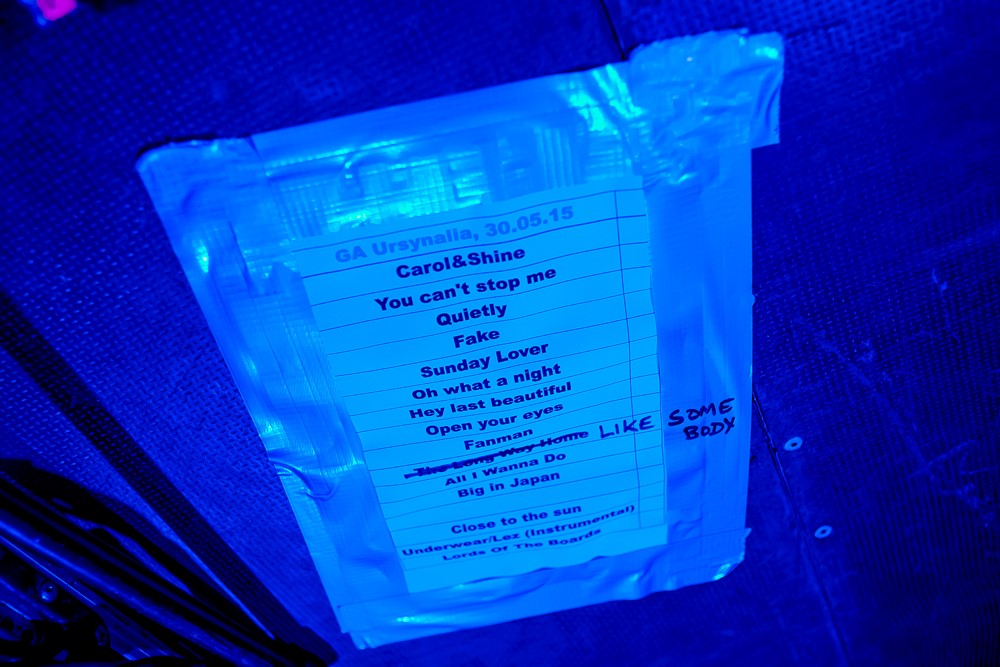 GA Ursynalia, 30.05.15
Carol&Shine
You can't stop me
Quietly
Fake
Sunday Lover
Oh what a night
Hey last beautiful
Open your eyes
Fanman
The Long Way Home LIKE SOME BODY
All I Wanna Do
Big in Japan
Close to the sun
Underwear/Lez (Instrumental)
Lords Of The Boards